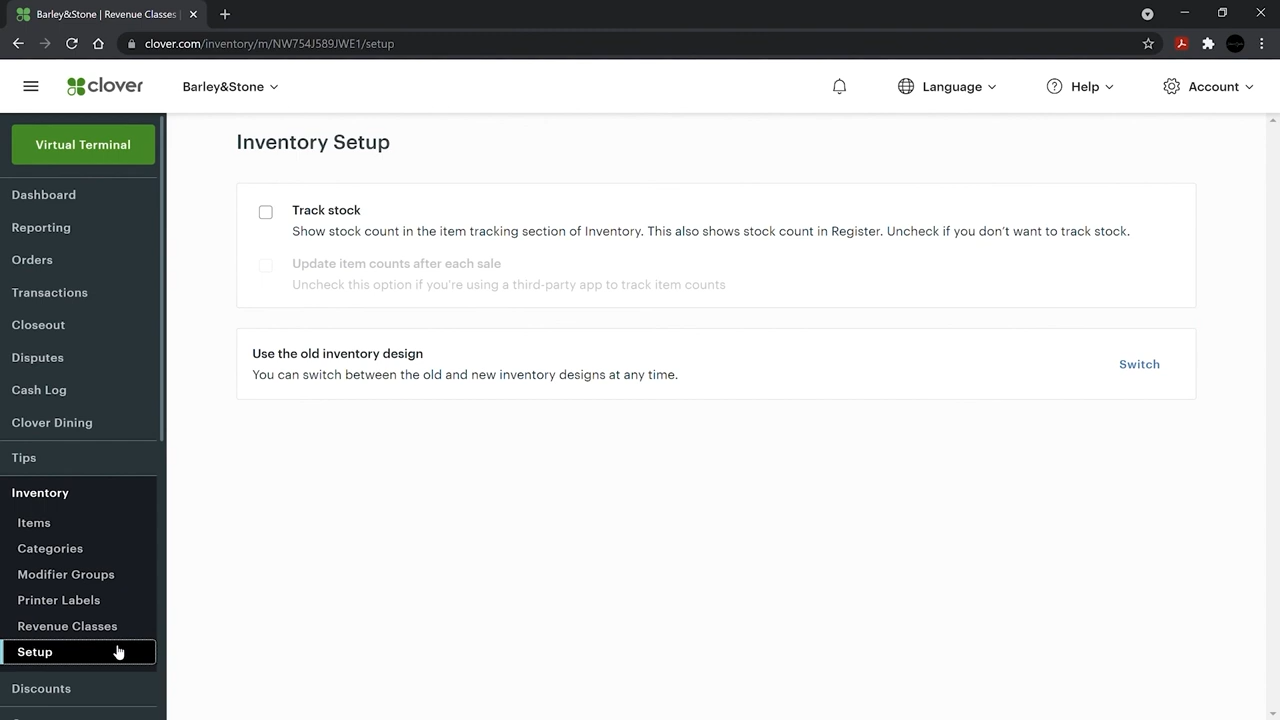 Barley&Stone | Revenue Classes
clover.com/inventory/m/NW754J589JWE1/setup
clover
Barley&Stone
Language
Help
Account
Virtual Terminal
Dashboard
Reporting
Orders
Transactions
Closeout
Disputes
Cash Log
Clover Dining
Tips
Inventory
Items
Categories
Modifier Groups
Printer Labels
Revenue Classes
Setup
Discounts
Inventory Setup
Track stock
Show stock count in the item tracking section of Inventory. This also shows stock count in Register. Uncheck if you don't want to track stock.
Update item counts after each sale
Uncheck this option if you're using a third-party app to track item counts
Use the old inventory design
You can switch between the old and new inventory designs at any time.
Switch